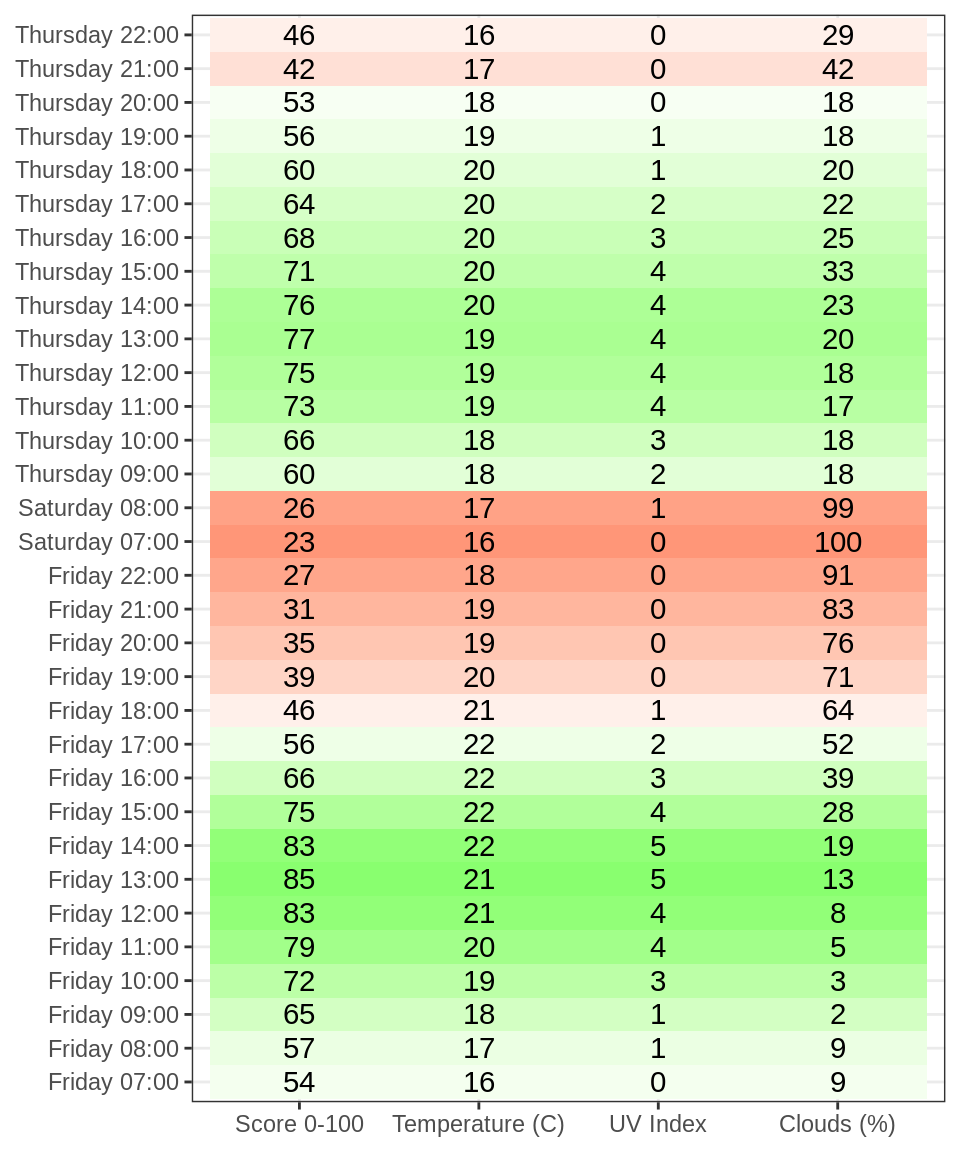 Thursday 22:00 46 16 0 29
Thursday 21:00 42 17 0 42
Thursday 20:00 53 18 0 18
Thursday 19:00 56 19 1 18
Thursday 18:00 60 20 1 20
Thursday 17:00 64 20 2 22
Thursday 16:00 68 20 3 25
Thursday 15:00 71 20 4 33
Thursday 14:00 76 20 4 23
Thursday 13:00 77 19 4 20
Thursday 12:00 75 19 4 18
Thursday 11:00 73 19 4 17
Thursday 10:00 66 18 3 18
Thursday 09:00 60 18 2 18
Saturday 08:00 26 17 1 99
Saturday 07:00 23 16 0 100
Friday 22:00 27 18 0 91
Friday 21:00 31 19 0 83
Friday 20:00 35 19 0 76
Friday 19:00 39 20 0 71
Friday 18:00 46 21 1 64
Friday 17:00 56 22 2 52
Friday 16:00 66 22 3 39
Friday 15:00 75 22 4 28
Friday 14:00 83 22 5 19
Friday 13:00 85 21 5 13
Friday 12:00 83 21 4 8
Friday 11:00 79 20 4 5
Friday 10:00 72 19 3 3
Friday 09:00 65 18 1 2
Friday 08:00 57 17 1 9
Friday 07:00 54 16 0 9
Score 0-100 Temperature (C) UV Index Clouds (%)